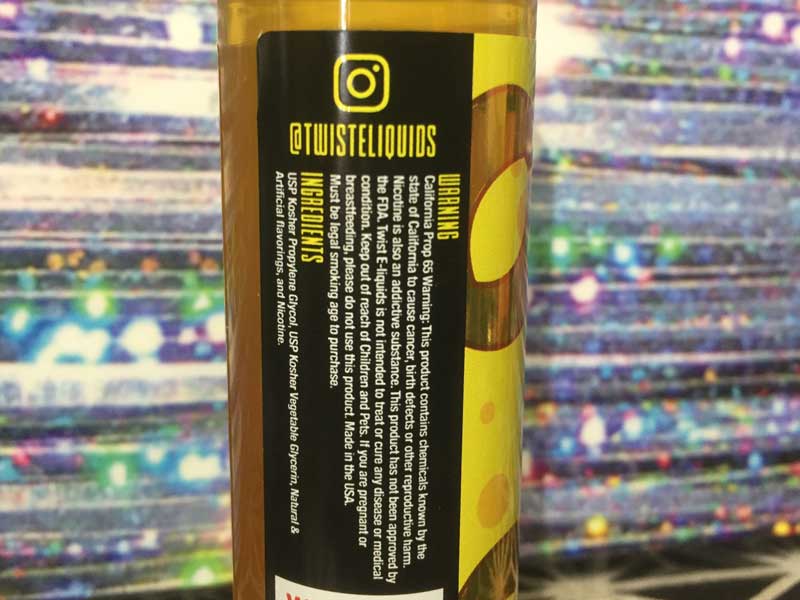 @TWISTELIQUIDS
WARNING
California Prop 65 Warning: This product contains chemicals known by the
state of California to cause cancer, birth defects or other reproductive harm.
Nicotine is also an addictive substance. This product has not been approved by
the FDA. Twist E-liquids is not intended to treat or cure any disease or medical
condition. Keep out of reach of Children and Pets. If you are pregnant or
breastfeeding, please do not use this product. Made in the USA.
Must be legal smoking age to purchase.
INGREDIENTS
USP Kosher Propylene Glycol, USP Kosher Vegetable Glycerin, Natural &
Artificial flavorings, and Nicotine.